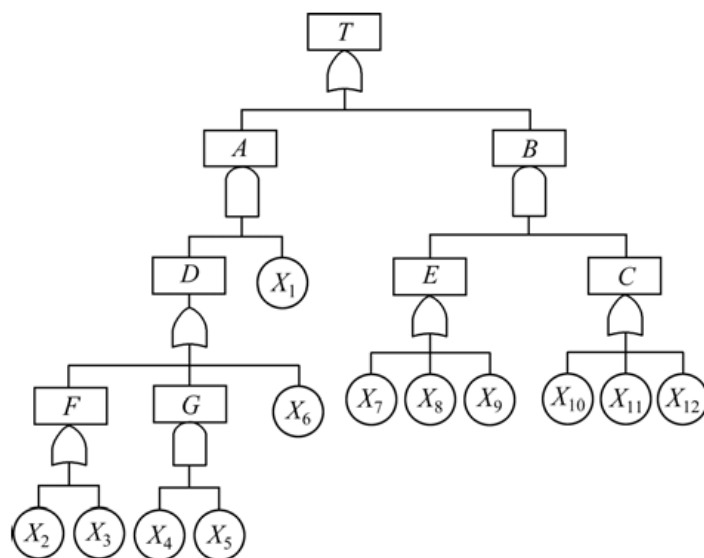 T
A B
D X₁ E C
F G X₆ X₇ X₈ X₉ X₁₀ X₁₁ X₁₂
X₂ X₃ X₄ X₅